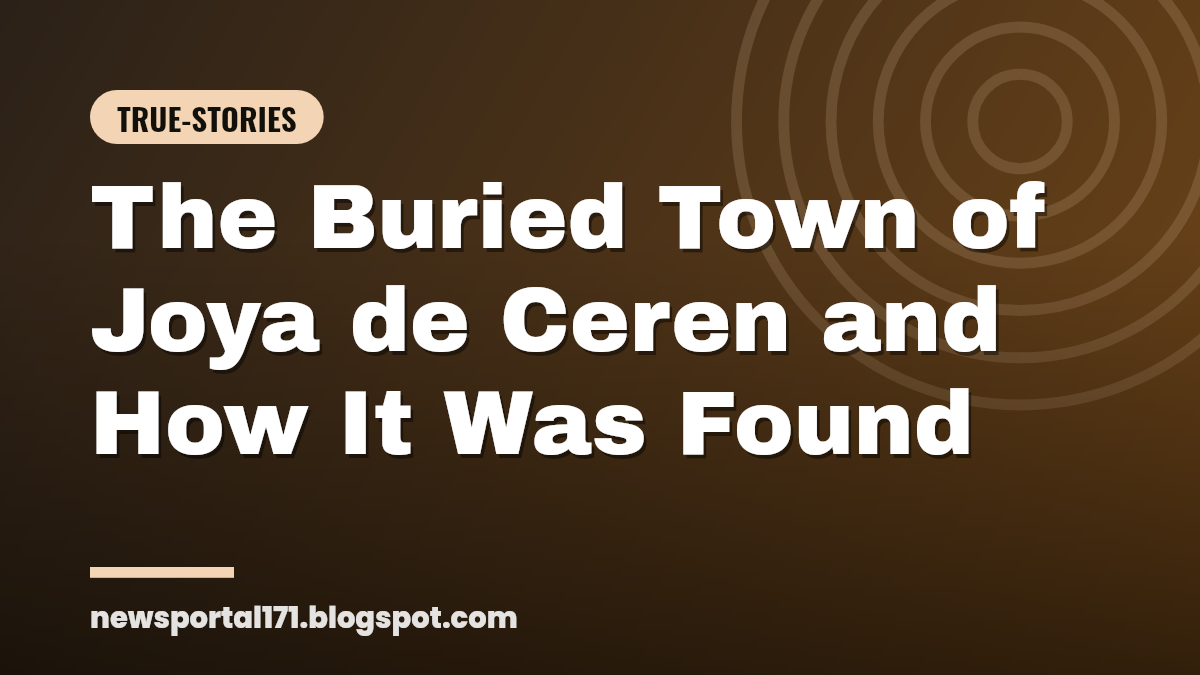 TRUE-STORIES
The Buried Town of
Joya de Ceren and
How It Was Found
newsportal171.blogspot.com